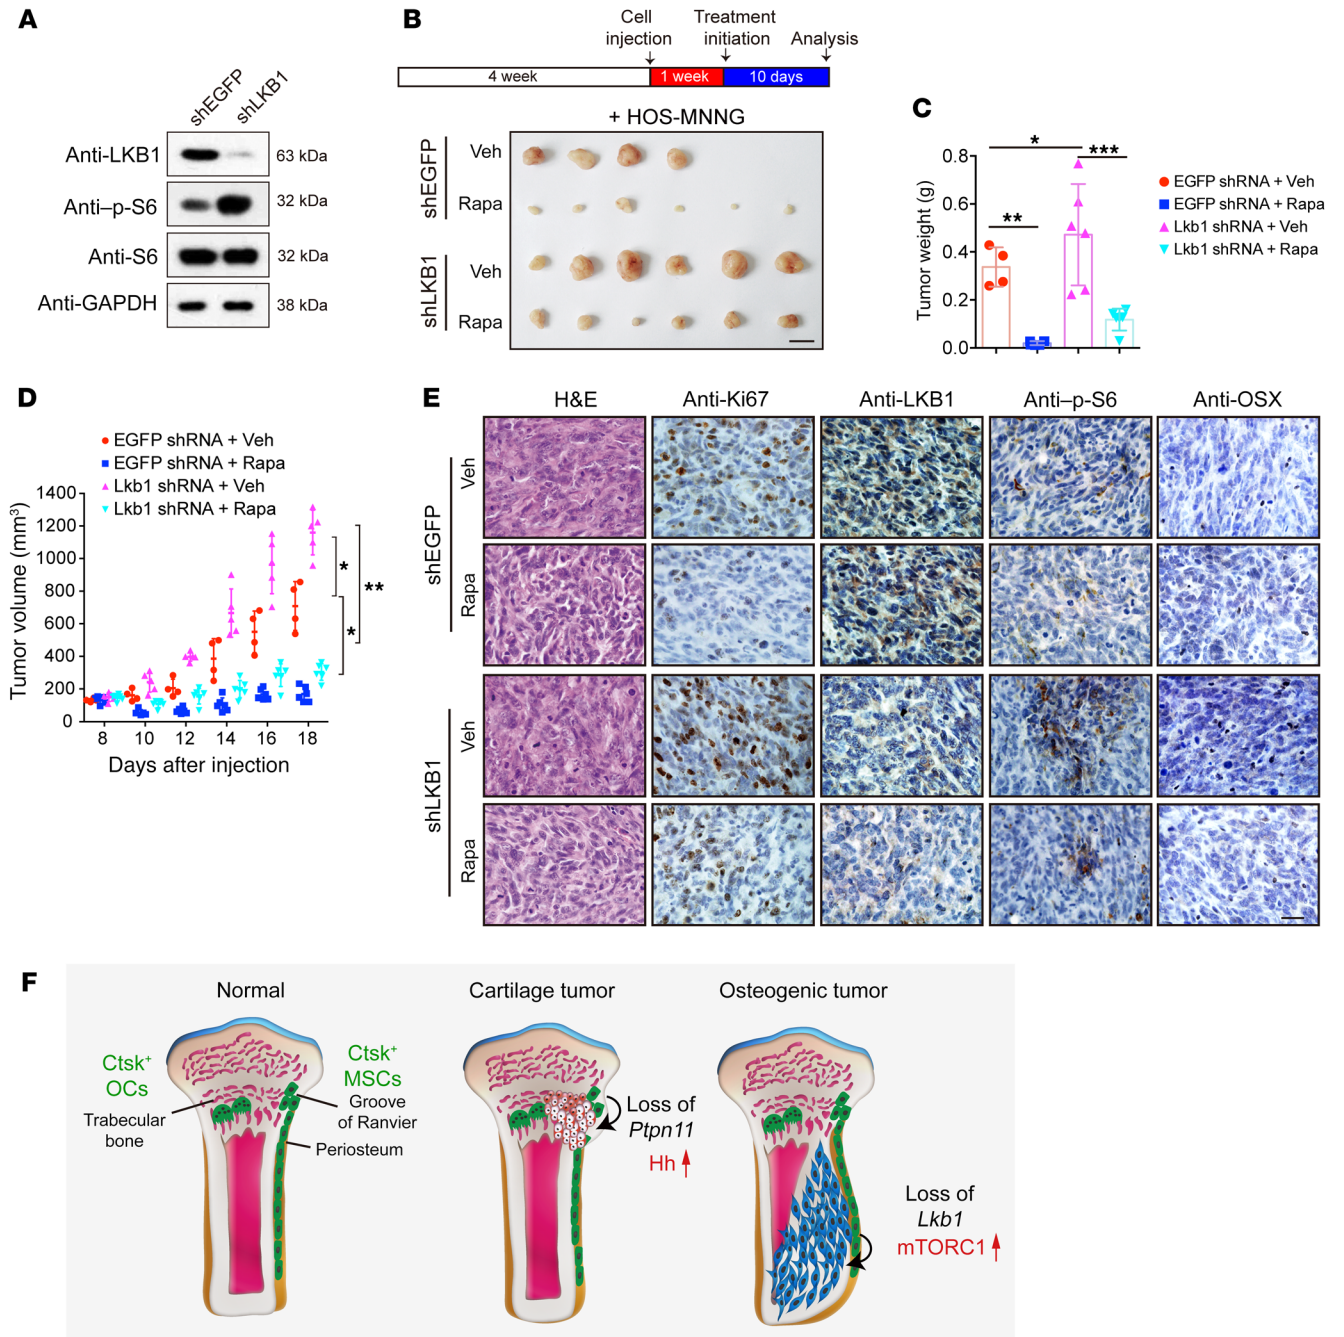 A
shEGFP
shLKB1
Anti-LKB1
63 kDa
Anti–p-S6
32 kDa
Anti-S6
32 kDa
Anti-GAPDH
38 kDa
B
Cell
injection
Treatment
initiation
Analysis
4 week
1 week
10 days
+ HOS-MNNG
shEGFP
Veh
Rapa
shLKB1
Veh
Rapa
C
Tumor weight (g)
0.8
0.6
0.4
0.2
0.0
*
**
***
EGFP shRNA + Veh
EGFP shRNA + Rapa
Lkb1 shRNA + Veh
Lkb1 shRNA + Rapa
D
EGFP shRNA + Veh
EGFP shRNA + Rapa
Lkb1 shRNA + Veh
Lkb1 shRNA + Rapa
Tumor volume (mm³)
1400
1200
1000
800
600
400
200
0
8 10 12 14 16 18
Days after injection
*
*
**
E
H&E Anti-Ki67 Anti-LKB1 Anti–p-S6 Anti-OSX
shEGFP
Veh
Rapa
shLKB1
Veh
Rapa
F
Normal
Ctsk⁺
OCs
Trabecular
bone
Ctsk⁺
MSCs
Groove
of Ranvier
Periosteum
Cartilage tumor
Loss of
Ptpn11
Hh
Osteogenic tumor
Loss of
Lkb1
mTORC1